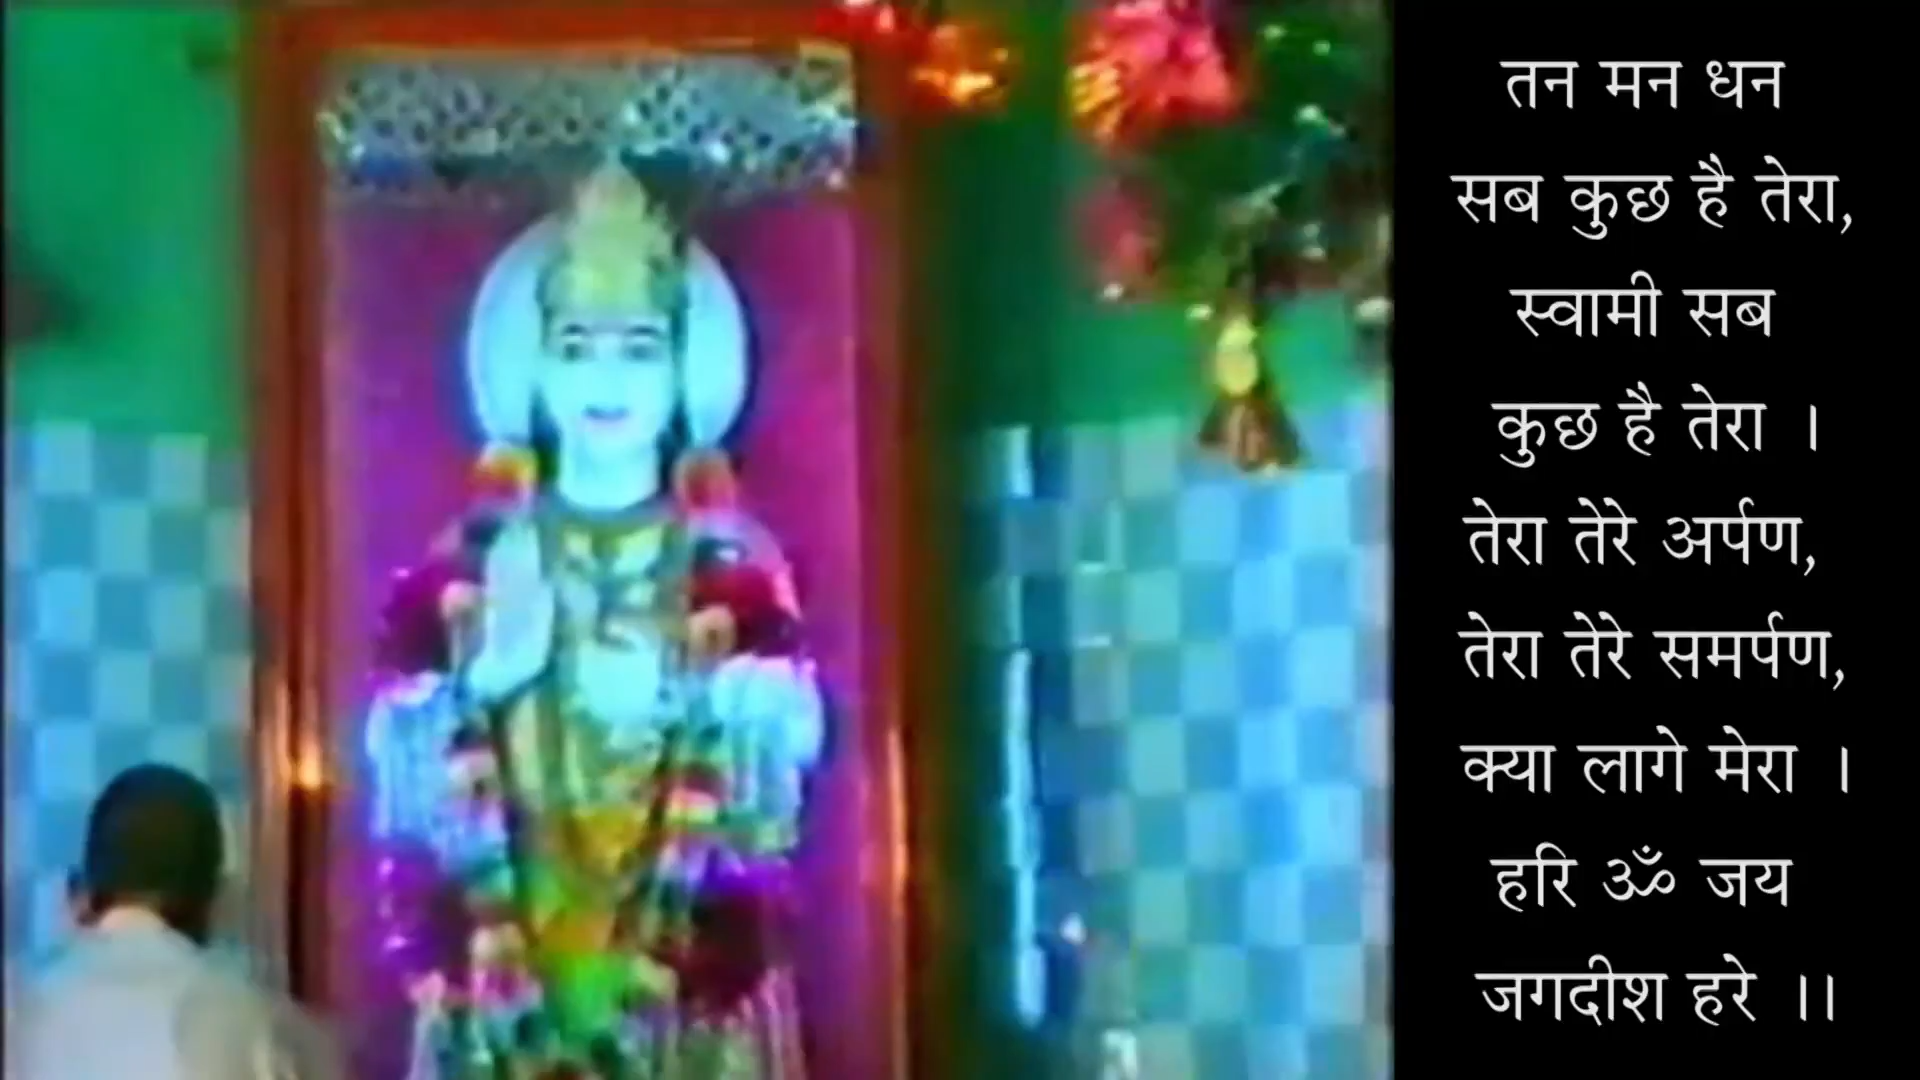 तन मन धन
सब कुछ है तेरा,
स्वामी सब
कुछ है तेरा ।
तेरा तेरे अर्पण,
तेरा तेरे समर्पण,
क्या लागे मेरा ।
हरि ॐ जय
जगदीश हरे ।।